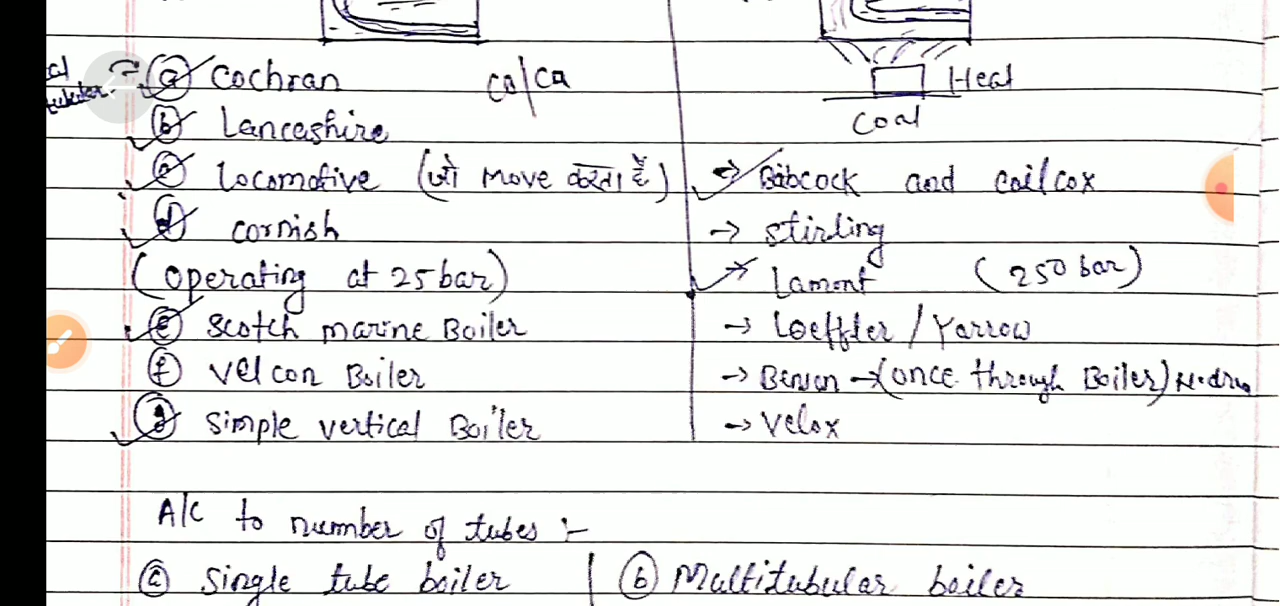 Heat
coal
ⓐ Cochran co/ca
ⓑ Lancashire
ⓒ Locomotive (जो move करता है)
ⓓ cornish
(operating at 25 bar)
ⓔ Scotch marine Boiler
ⓕ Velcon Boiler
ⓖ Simple vertical Boiler
→ Babcock and cailcox
→ stirling
→ Lamont (250 bar)
→ Loeffler / Yarrow
→ Benson → (once through Boiler)
→ Velox
A/C to number of tubes :-
ⓐ Single tube boiler | ⓑ Multitubular boiler